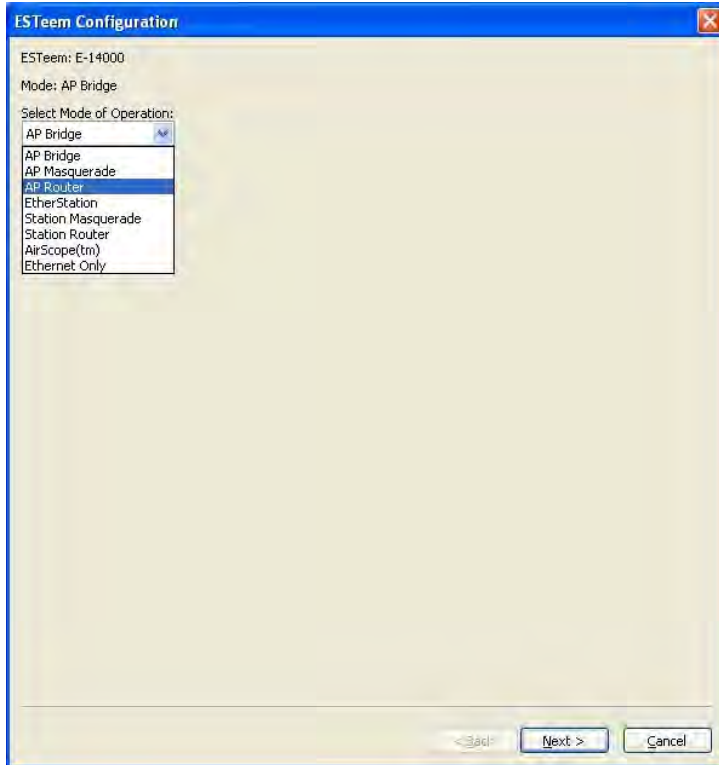 ESTeem Configuration
ESTeem: E-14000
Mode: AP Bridge
Select Mode of Operation:
AP Bridge
AP Bridge
AP Masquerade
AP Router
EtherStation
Station Masquerade
Station Router
AirScope(tm)
Ethernet Only
< Back Next > Cancel